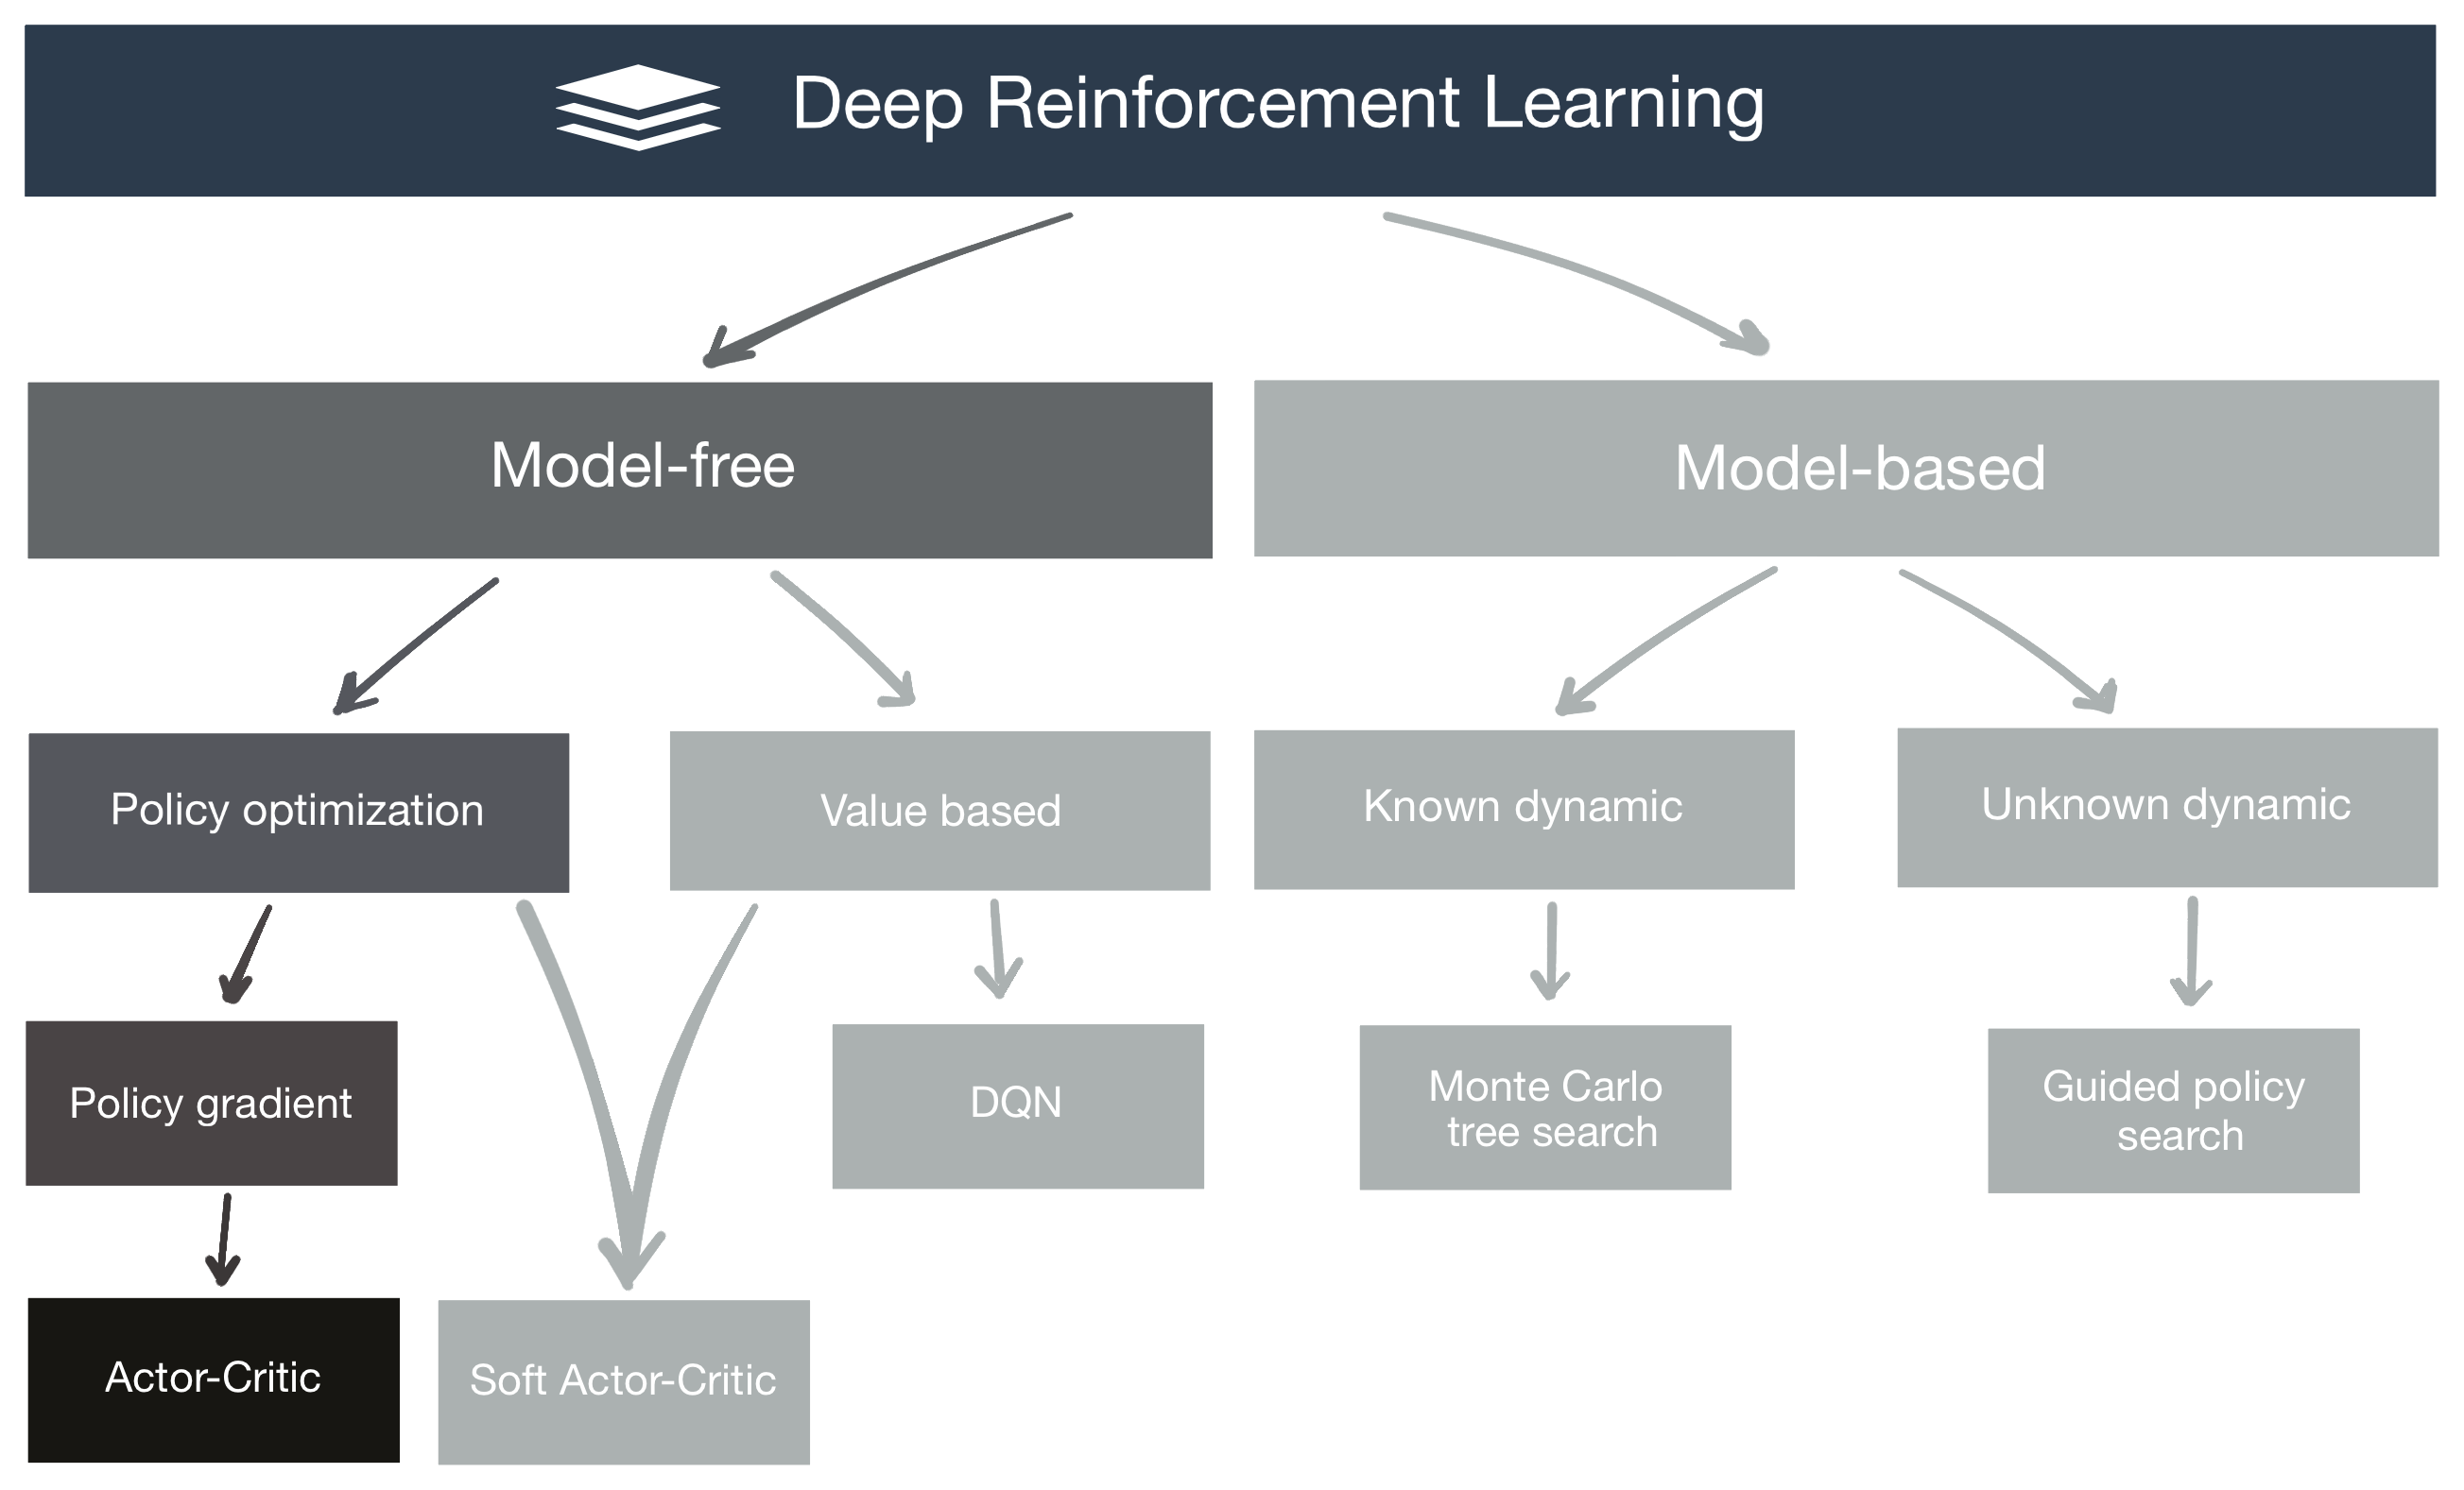 Deep Reinforcement Learning
Model-free
Model-based
Policy optimization
Value based
Known dynamic
Unknown dynamic
Policy gradient
DQN
Monte Carlo
tree search
Guided policy
search
Actor-Critic
Soft Actor-Critic